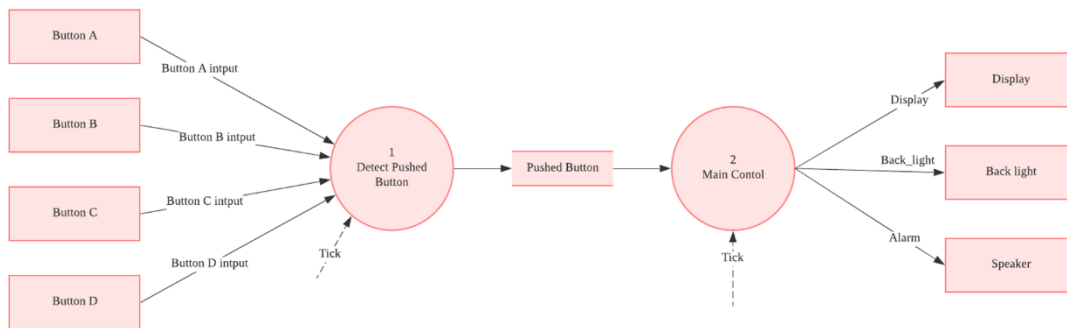 Button A
Button A intput
Button B
Button B intput
Button C
Button C intput
Button D
Button D intput
1
Detect Pushed
Button
Tick
Pushed Button
2
Main Contol
Tick
Display
Display
Back_light
Back light
Alarm
Speaker